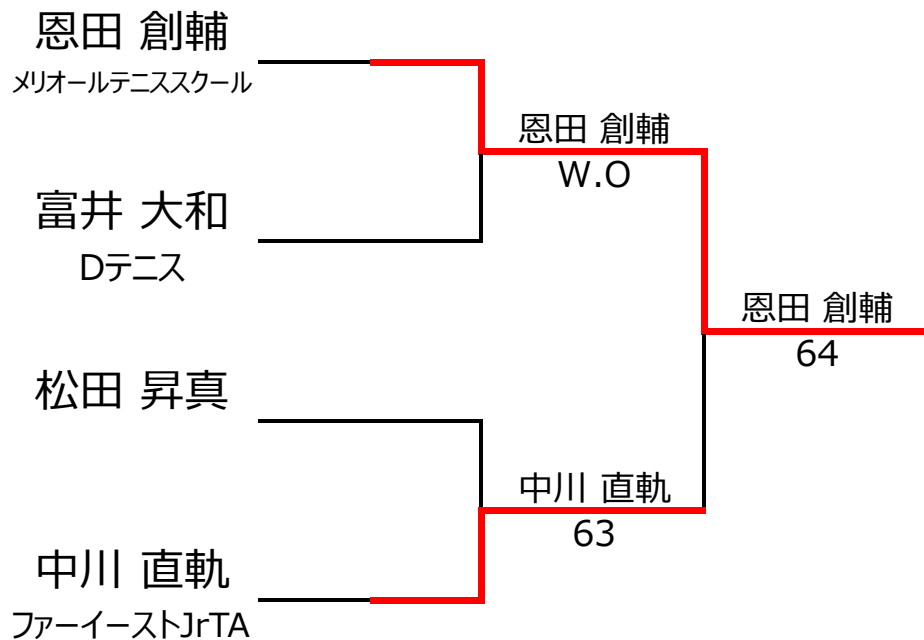 恩田 創輔
メリオールテニススクール
恩田 創輔
W.O
富井 大和
Dテニス
恩田 創輔
64
松田 昇真
中川 直軌
63
中川 直軌
ファーイーストJrTA